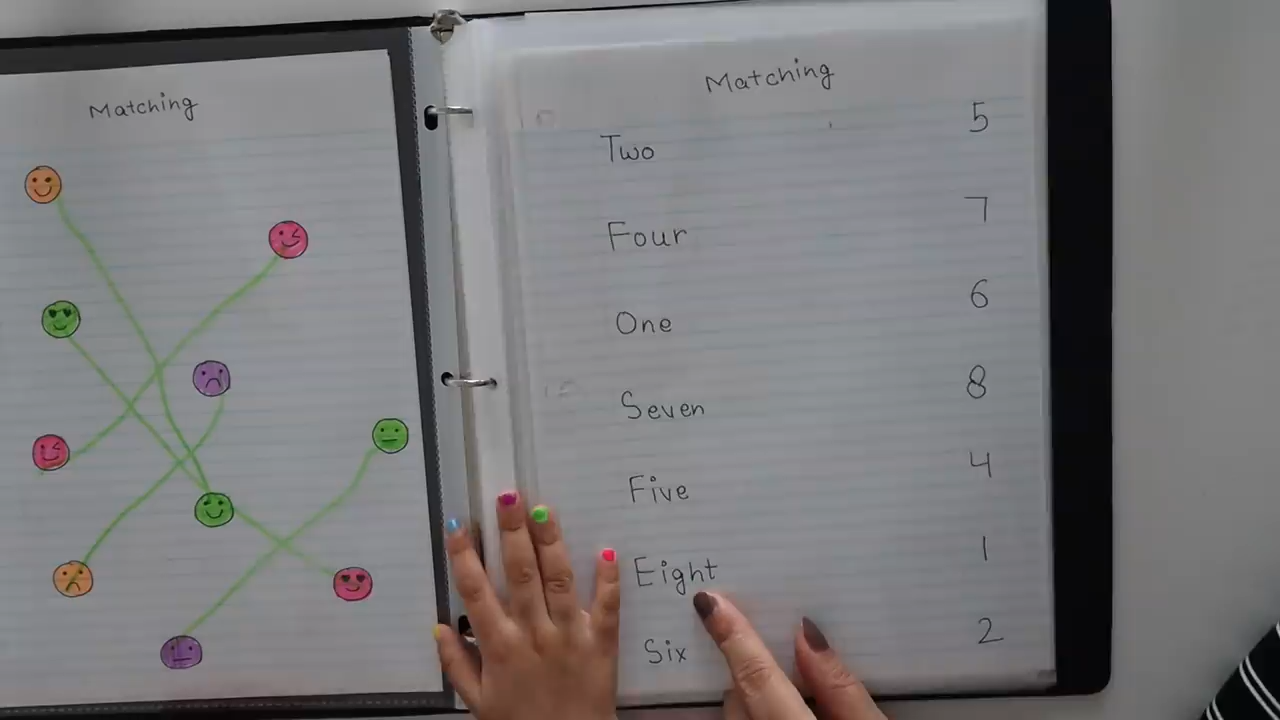 Matching
Matching
Two 5
Four 7
One 6
Seven 8
Five 4
Eight 1
Six 2